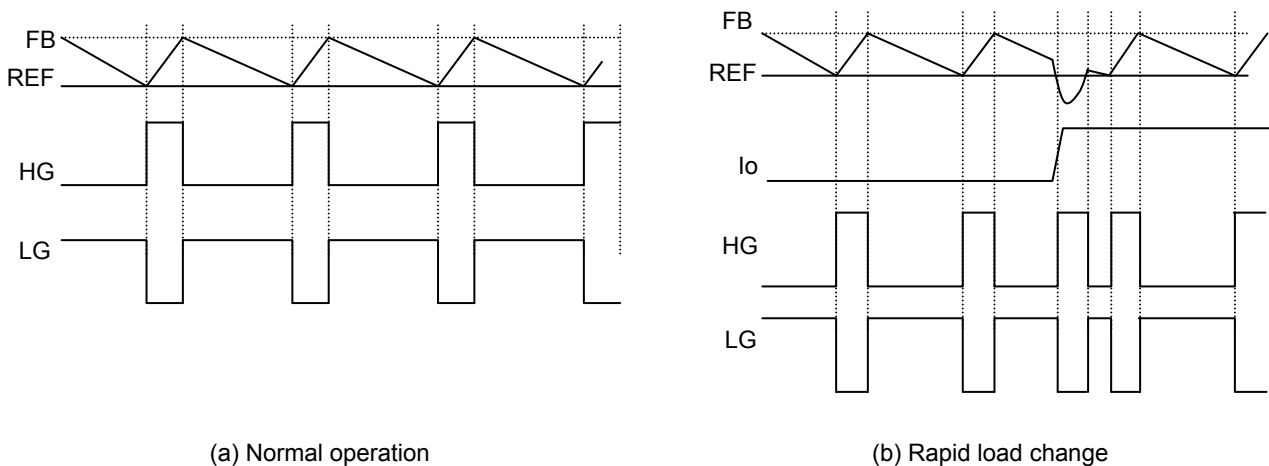 FB
REF
HG
LG
(a) Normal operation
FB
REF
Io
HG
LG
(b) Rapid load change